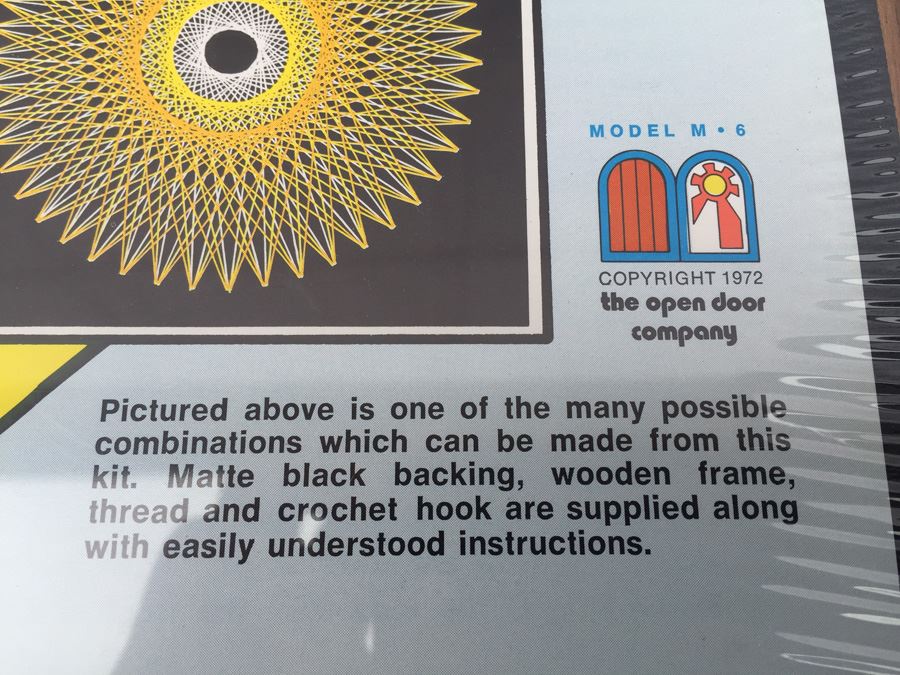 MODEL M • 6
COPYRIGHT 1972
the open door
company
Pictured above is one of the many possible
combinations which can be made from this
kit. Matte black backing, wooden frame,
thread and crochet hook are supplied along
with easily understood instructions.